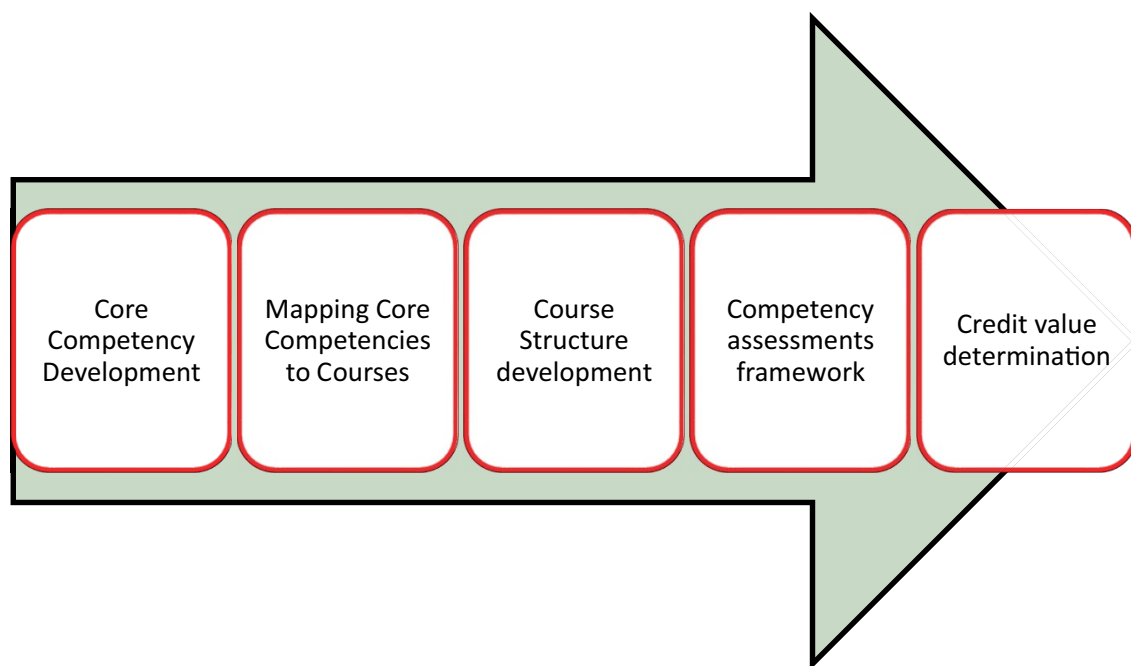 Core
Competency
Development
Mapping Core
Competencies
to Courses
Course
Structure
development
Competency
assessments
framework
Credit value
determination